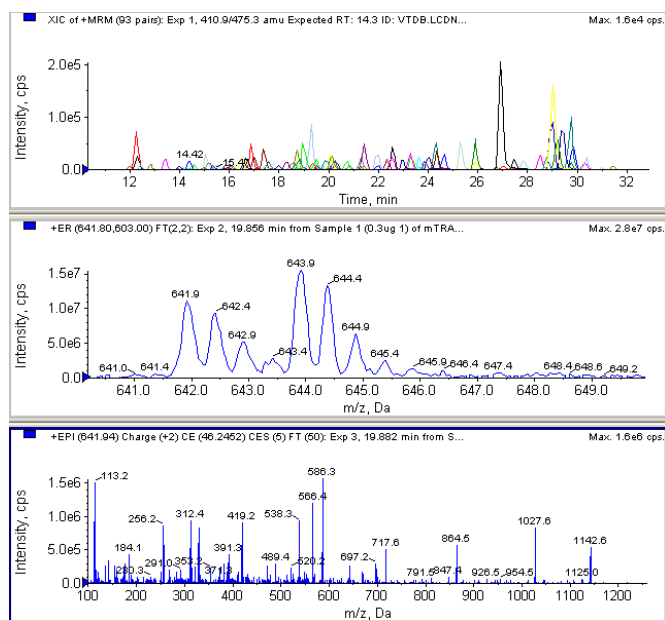 XIC of +MRM (93 pairs): Exp 1, 410.9/475.3 amu Expected RT: 14.3 ID: VTDB.LCDN... Max. 1.6e4 cps.
Intensity, cps
2.0e5
1.0e5
0.0
14.42
15.47
12 14 16 18 20 22 24 26 28 30 32
Time, min
+ER (641.80,603.00) FT(2,2): Exp 2, 19.856 min from Sample 1 (0.3ug 1) of mTRA... Max. 2.8e7 cps.
Intensity, cps
1.5e7
1.0e7
5.0e6
0.0
641.0
641.4
641.9
642.4
642.9
643.4
643.9
644.4
644.9
645.4
645.9
646.4
647.4
648.4
648.6
649.2
641.0 642.0 643.0 644.0 645.0 646.0 647.0 648.0 649.0
m/z, Da
+EPI (641.94) Charge (+2) CE (46.2452) CES (5) FT (50): Exp 3, 19.882 min from S... Max. 1.6e6 cps.
Intensity, cps
1.5e6
1.0e6
5.0e5
0.0
113.2
184.1
230.3
256.2
291.0
312.4
353.2
371.3
391.3
419.2
489.4
520.2
538.3
566.4
586.3
697.2
717.6
791.5
847.4
864.5
926.5
954.5
1027.6
1125.0
1142.6
100 200 300 400 500 600 700 800 900 1000 1100 1200
m/z, Da